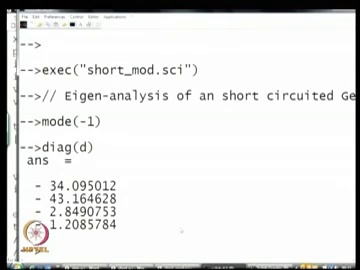 File Edit Preferences Control Editor Applications ?
-->
-->exec("short_mod.sci")
-->// Eigen-analysis of an short circuited Ge
-->mode(-1)
-->diag(d)
ans =
- 34.095012
- 43.164628
- 2.8490753
- 1.2085784
NPTEL